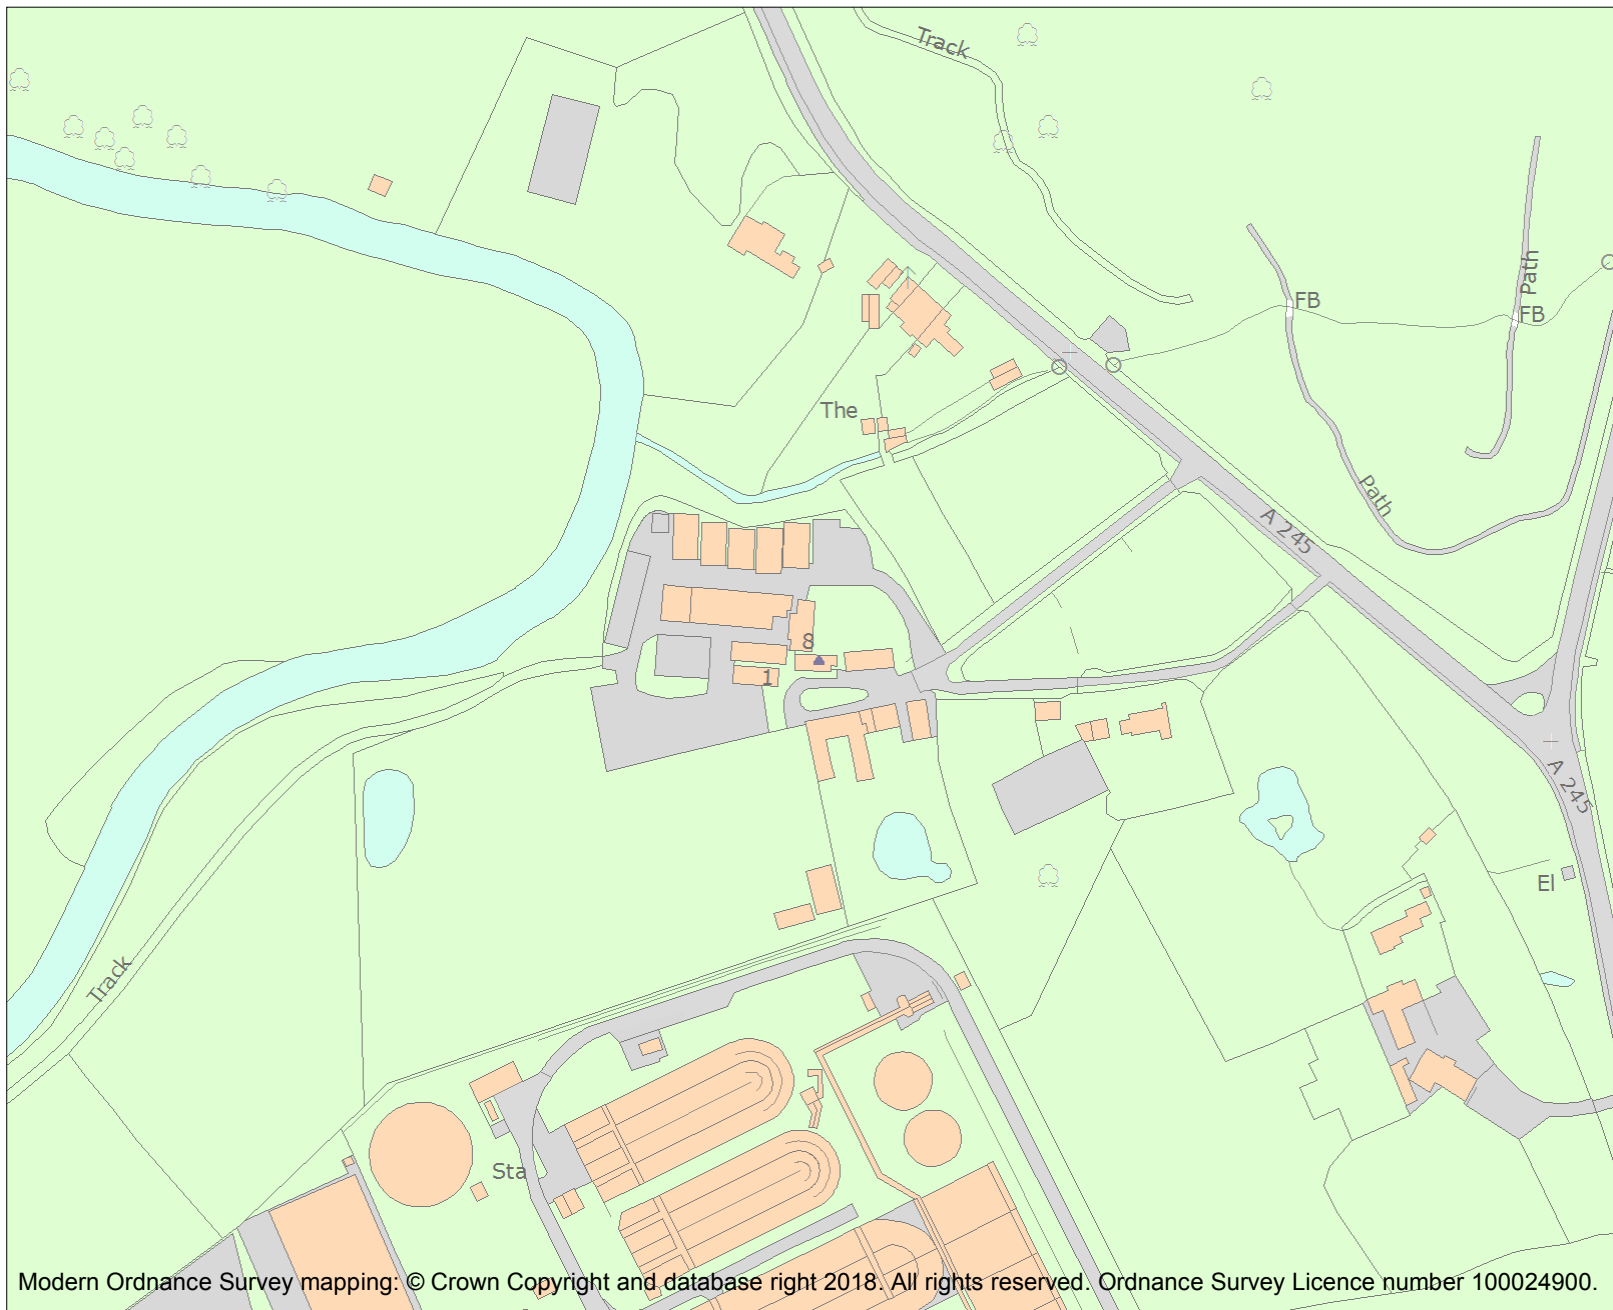 Track
Path
FB
FB
The
Path
A 245
8
1
A 245
El
Track
Sta
Modern Ordnance Survey mapping: © Crown Copyright and database right 2018. All rights reserved. Ordnance Survey Licence number 100024900.